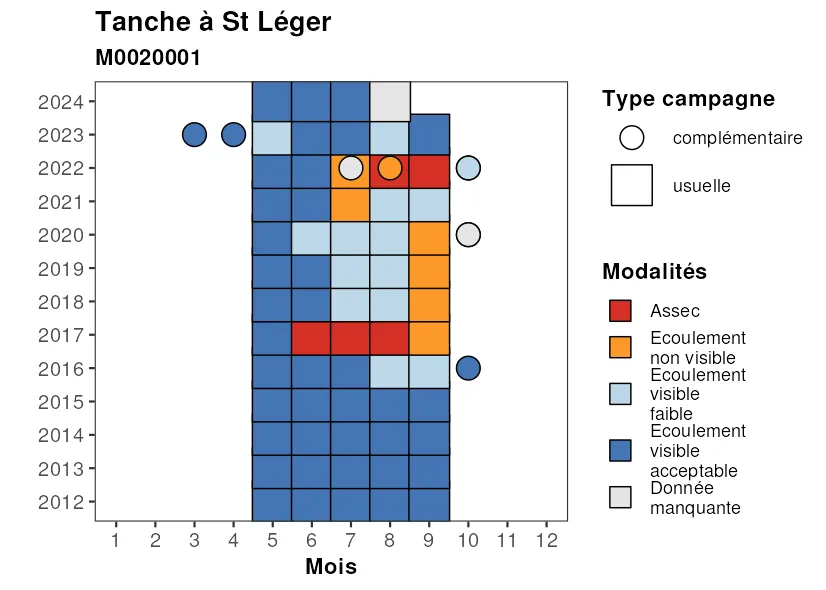 Tanche à St Léger
M0020001
2024
2023
2022
2021
2020
2019
2018
2017
2016
2015
2014
2013
2012
1 2 3 4 5 6 7 8 9 10 11 12
Mois
Type campagne
complémentaire
usuelle
Modalités
Assec
Ecoulement
non visible
Ecoulement
visible
faible
Ecoulement
visible
acceptable
Donnée
manquante